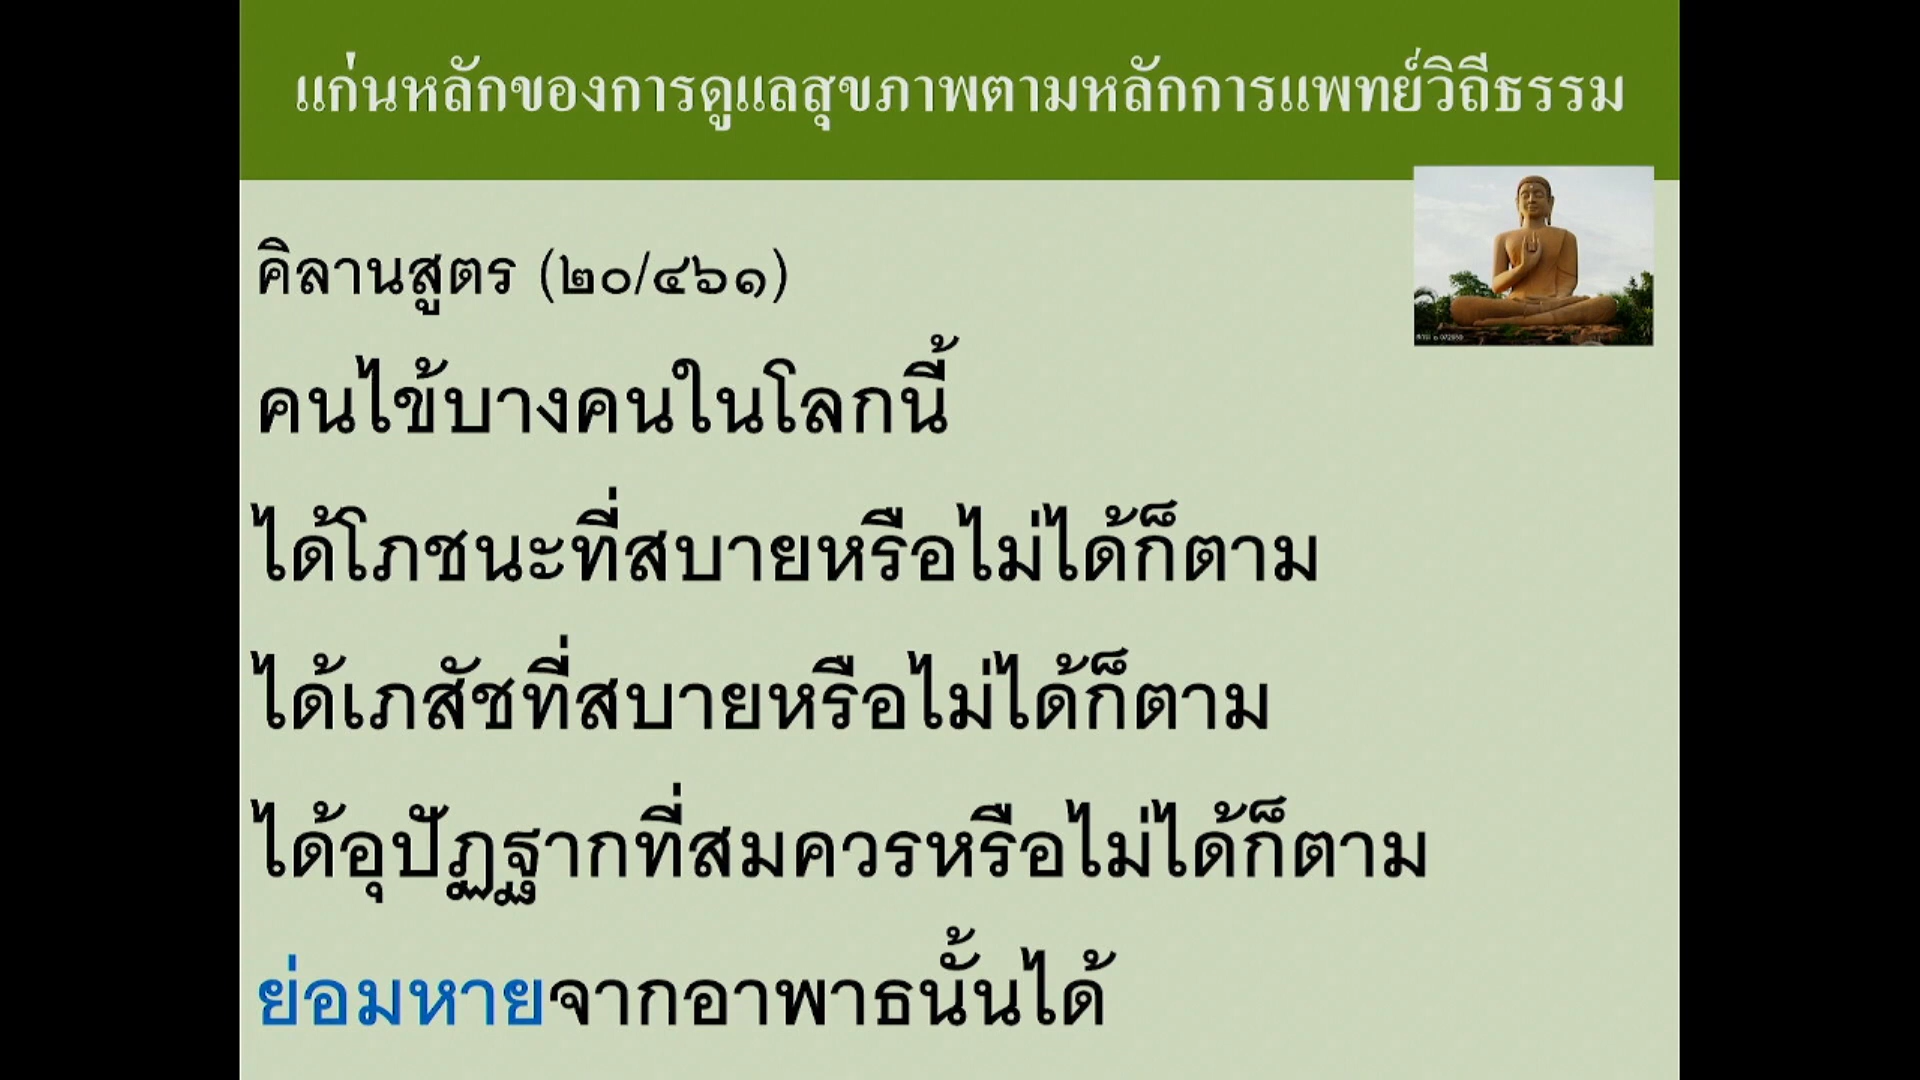 แก่นหลักของการดูแลสุขภาพตามหลักการแพทย์วิถีธรรม
คิลานสูตร (๒๐/๔๖๑)
คนไข้บางคนในโลกนี้
ได้โภชนะที่สบายหรือไม่ได้ก็ตาม
ได้เภสัชที่สบายหรือไม่ได้ก็ตาม
ได้อุปัฏฐากที่สมควรหรือไม่ได้ก็ตาม
ย่อมหายจากอาพาธนั้นได้